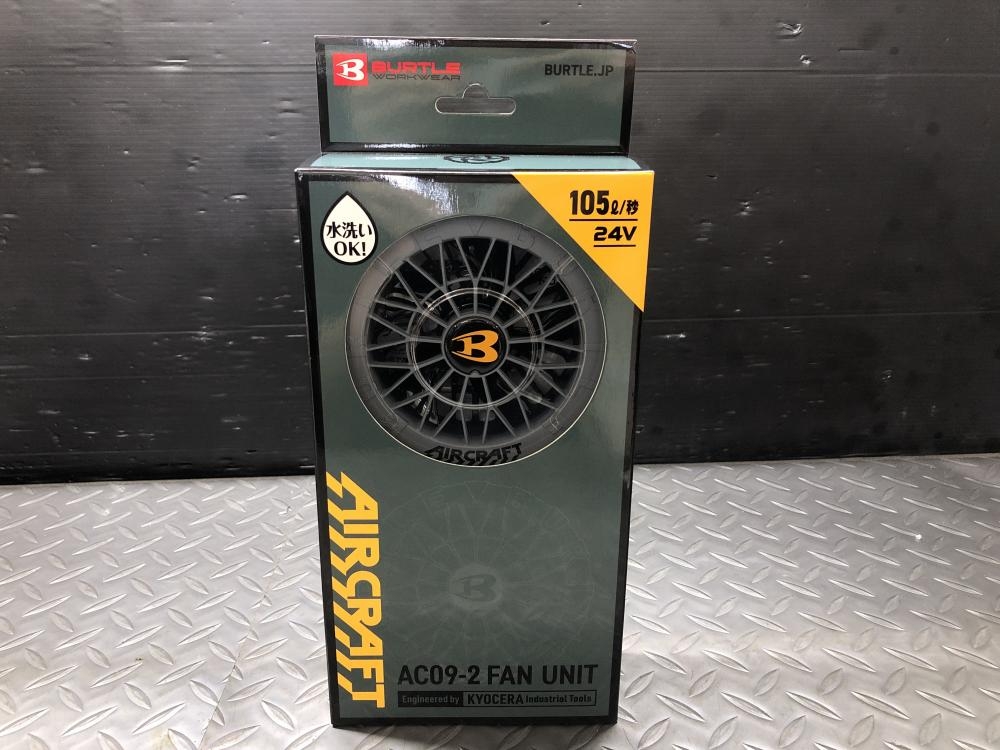 B BURTLE
WORKWEAR
BURTLE.JP
水洗い
OK!
105ℓ/秒
24V
B
AIRCRAFT
AIRCRAFT
B
AC09-2 FAN UNIT
Engineered by KYOCERA Industrial Tools